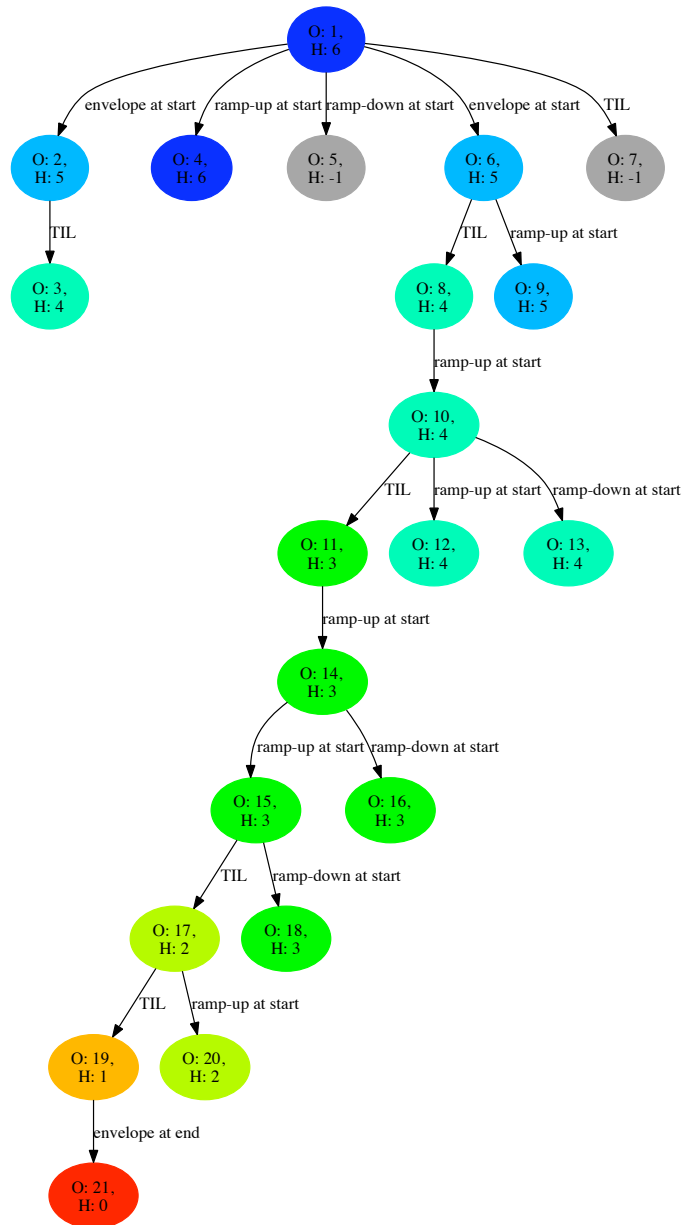 O: 1,
H: 6
envelope at start
ramp-up at start
ramp-down at start
envelope at start
TIL
O: 2,
H: 5
O: 4,
H: 6
O: 5,
H: -1
O: 6,
H: 5
O: 7,
H: -1
TIL
TIL
ramp-up at start
O: 3,
H: 4
O: 8,
H: 4
O: 9,
H: 5
ramp-up at start
O: 10,
H: 4
TIL
ramp-up at start
ramp-down at start
O: 11,
H: 3
O: 12,
H: 4
O: 13,
H: 4
ramp-up at start
O: 14,
H: 3
ramp-up at start
ramp-down at start
O: 15,
H: 3
O: 16,
H: 3
TIL
ramp-down at start
O: 17,
H: 2
O: 18,
H: 3
TIL
ramp-up at start
O: 19,
H: 1
O: 20,
H: 2
envelope at end
O: 21,
H: 0